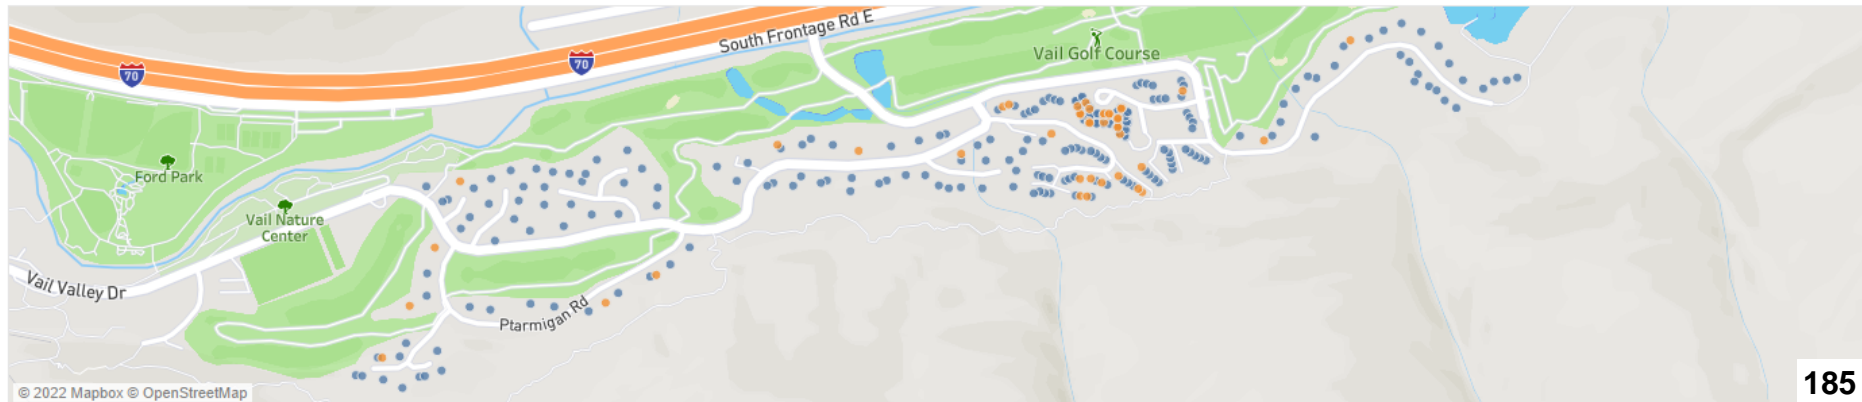 South Frontage Rd E
70
70
Vail Golf Course
Ford Park
Vail Nature
Center
Vail Valley Dr
Ptarmigan Rd
© 2022 Mapbox © OpenStreetMap
185